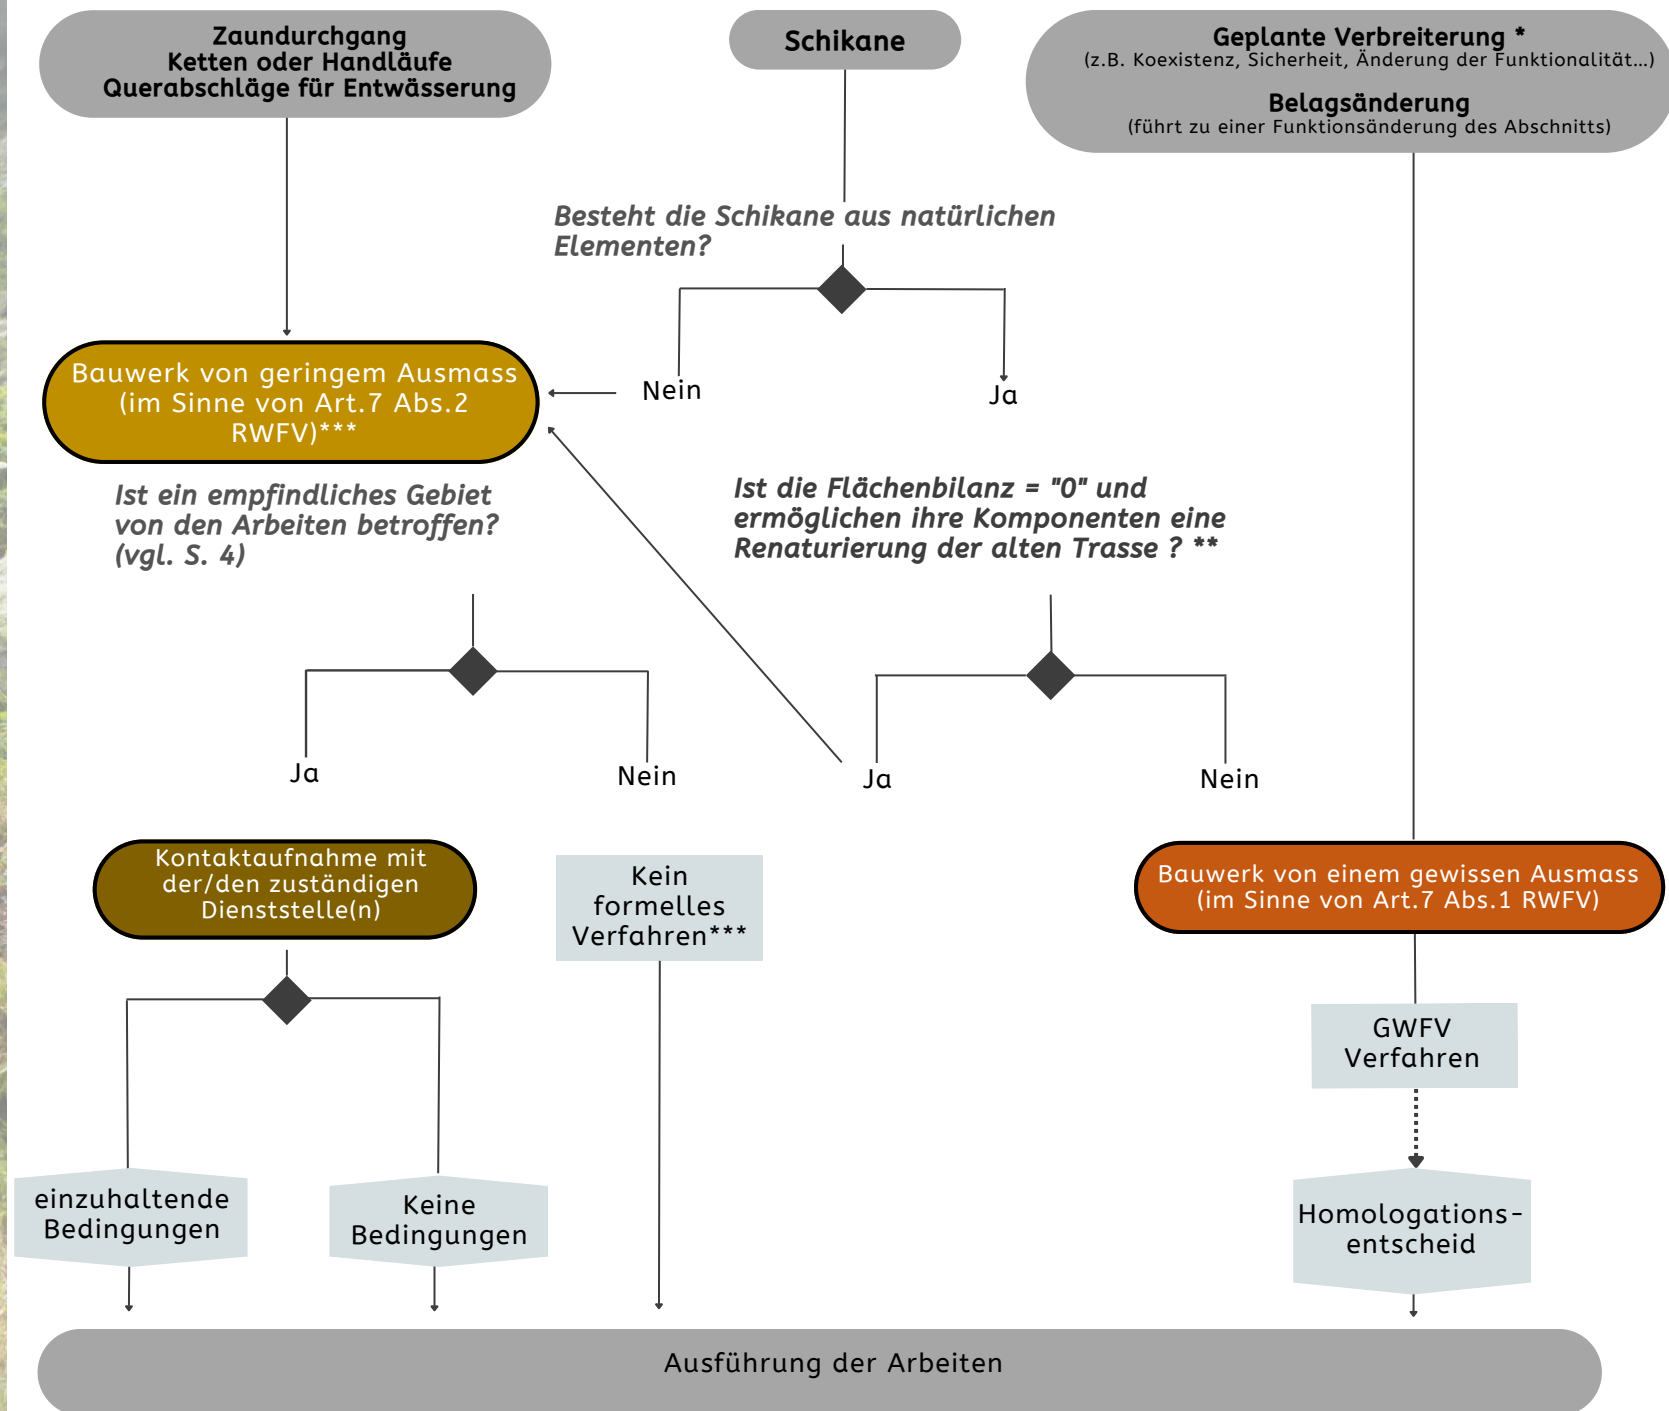 Zaundurchgang
Ketten oder Handläufe
Querabschläge für Entwässerung
Schikane
Geplante Verbreiterung *
(z.B. Koexistenz, Sicherheit, Änderung der Funktionalität...)
Belagsänderung
(führt zu einer Funktionsänderung des Abschnitts)
Besteht die Schikane aus natürlichen
Elementen?
Nein
Ja
Bauwerk von geringem Ausmass
(im Sinne von Art.7 Abs.2
RWFV)***
Ist ein empfindliches Gebiet
von den Arbeiten betroffen?
(vgl. S. 4)
Ist die Flächenbilanz = "0" und
ermöglichen ihre Komponenten eine
Renaturierung der alten Trasse ? **
Ja
Nein
Ja
Nein
Kontaktaufnahme mit
der/den zuständigen
Dienststelle(n)
Kein
formelles
Verfahren***
Bauwerk von einem gewissen Ausmass
(im Sinne von Art.7 Abs.1 RWFV)
GWFV
Verfahren
einzuhaltende
Bedingungen
Keine
Bedingungen
Homologations-
entscheid
Ausführung der Arbeiten